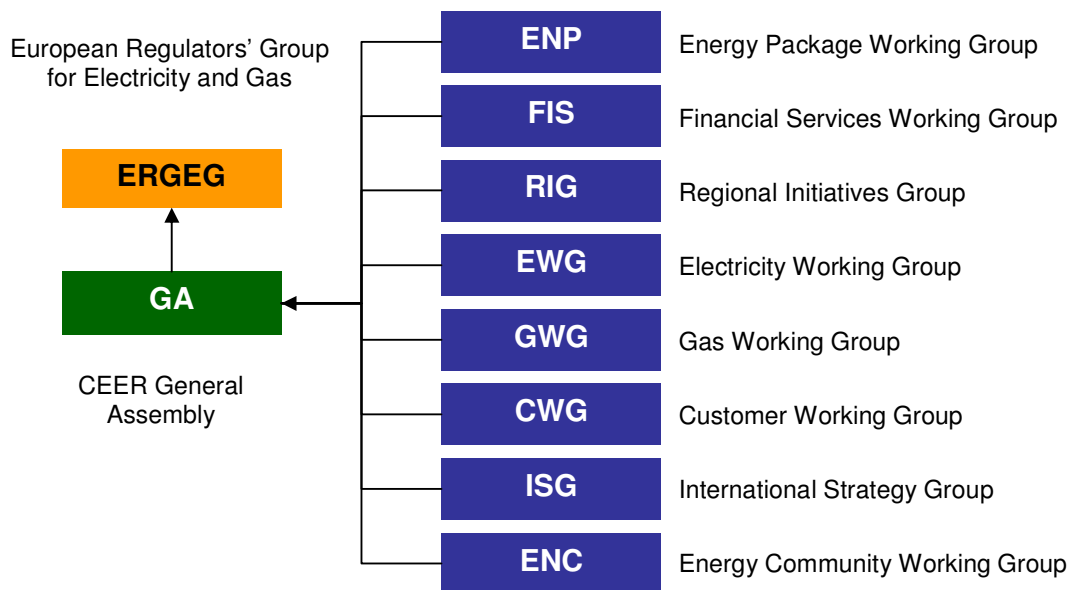 European Regulators’ Group
for Electricity and Gas
ERGEG
GA
CEER General
Assembly
ENP Energy Package Working Group
FIS Financial Services Working Group
RIG Regional Initiatives Group
EWG Electricity Working Group
GWG Gas Working Group
CWG Customer Working Group
ISG International Strategy Group
ENC Energy Community Working Group